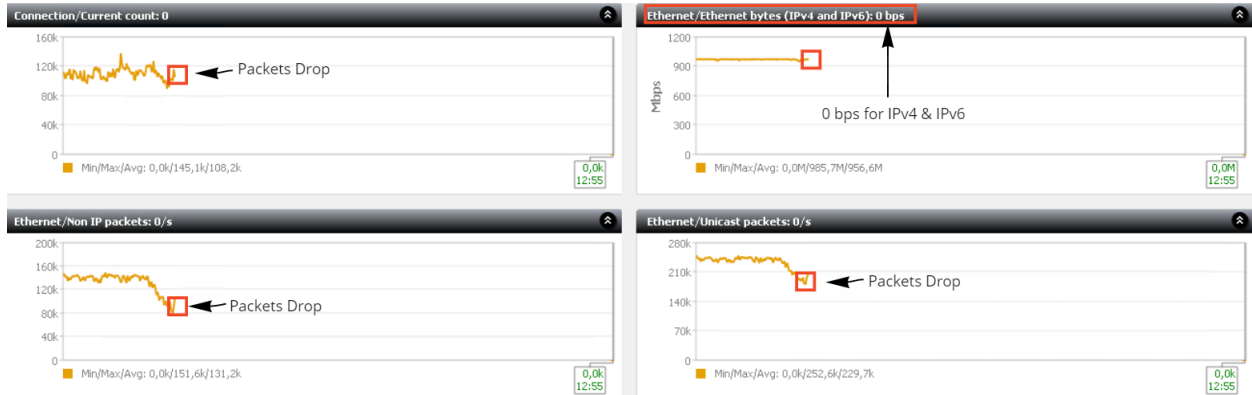 Connection/Current count: 0
160k
120k
80k
40k
0
Packets Drop
Min/Max/Avg: 0,0k/145,1k/108,2k
0,0k
12:55
Ethernet/Ethernet bytes (IPv4 and IPv6): 0 bps
Mbps
1200
900
600
300
0
0 bps for IPv4 & IPv6
Min/Max/Avg: 0,0M/985,7M/956,6M
0,0M
12:55
Ethernet/Non IP packets: 0/s
200k
160k
120k
80k
40k
0
Packets Drop
Min/Max/Avg: 0,0k/151,6k/131,2k
0,0k
12:55
Ethernet/Unicast packets: 0/s
280k
210k
140k
70k
0
Packets Drop
Min/Max/Avg: 0,0k/252,6k/229,7k
0,0k
12:55